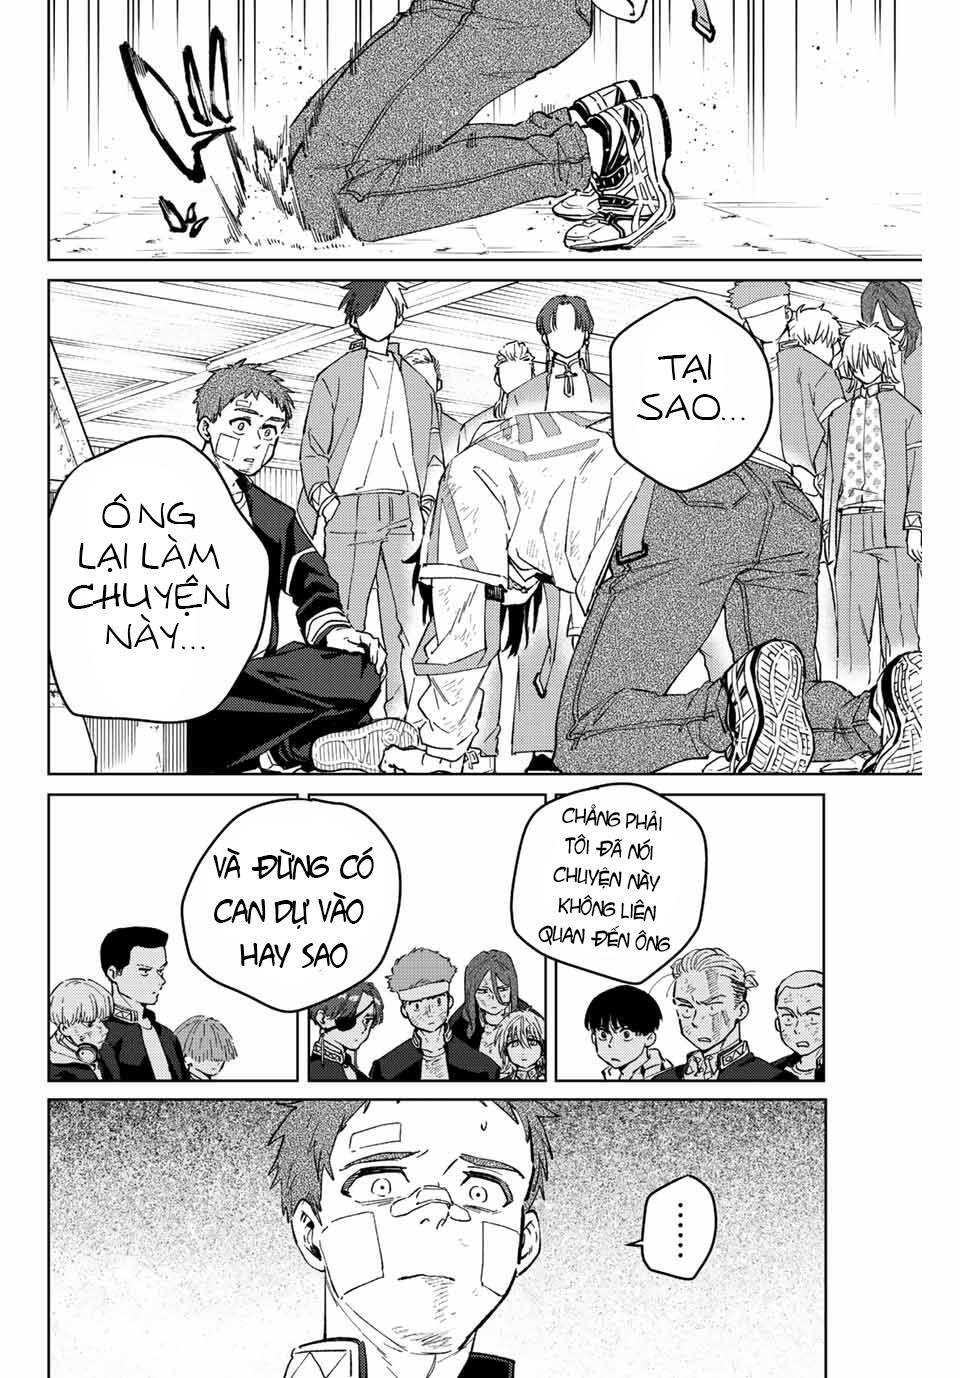 TẠI
SAO...
ÔNG
LẠI LÀM
CHUYỆN
NÀY...
CHẲNG PHẢI
TÔI ĐÃ NÓI
CHUYỆN NÀY
KHÔNG LIÊN
QUAN ĐẾN ÔNG
VÀ ĐỪNG CÓ
CAN DỰ VÀO
HAY SAO
......